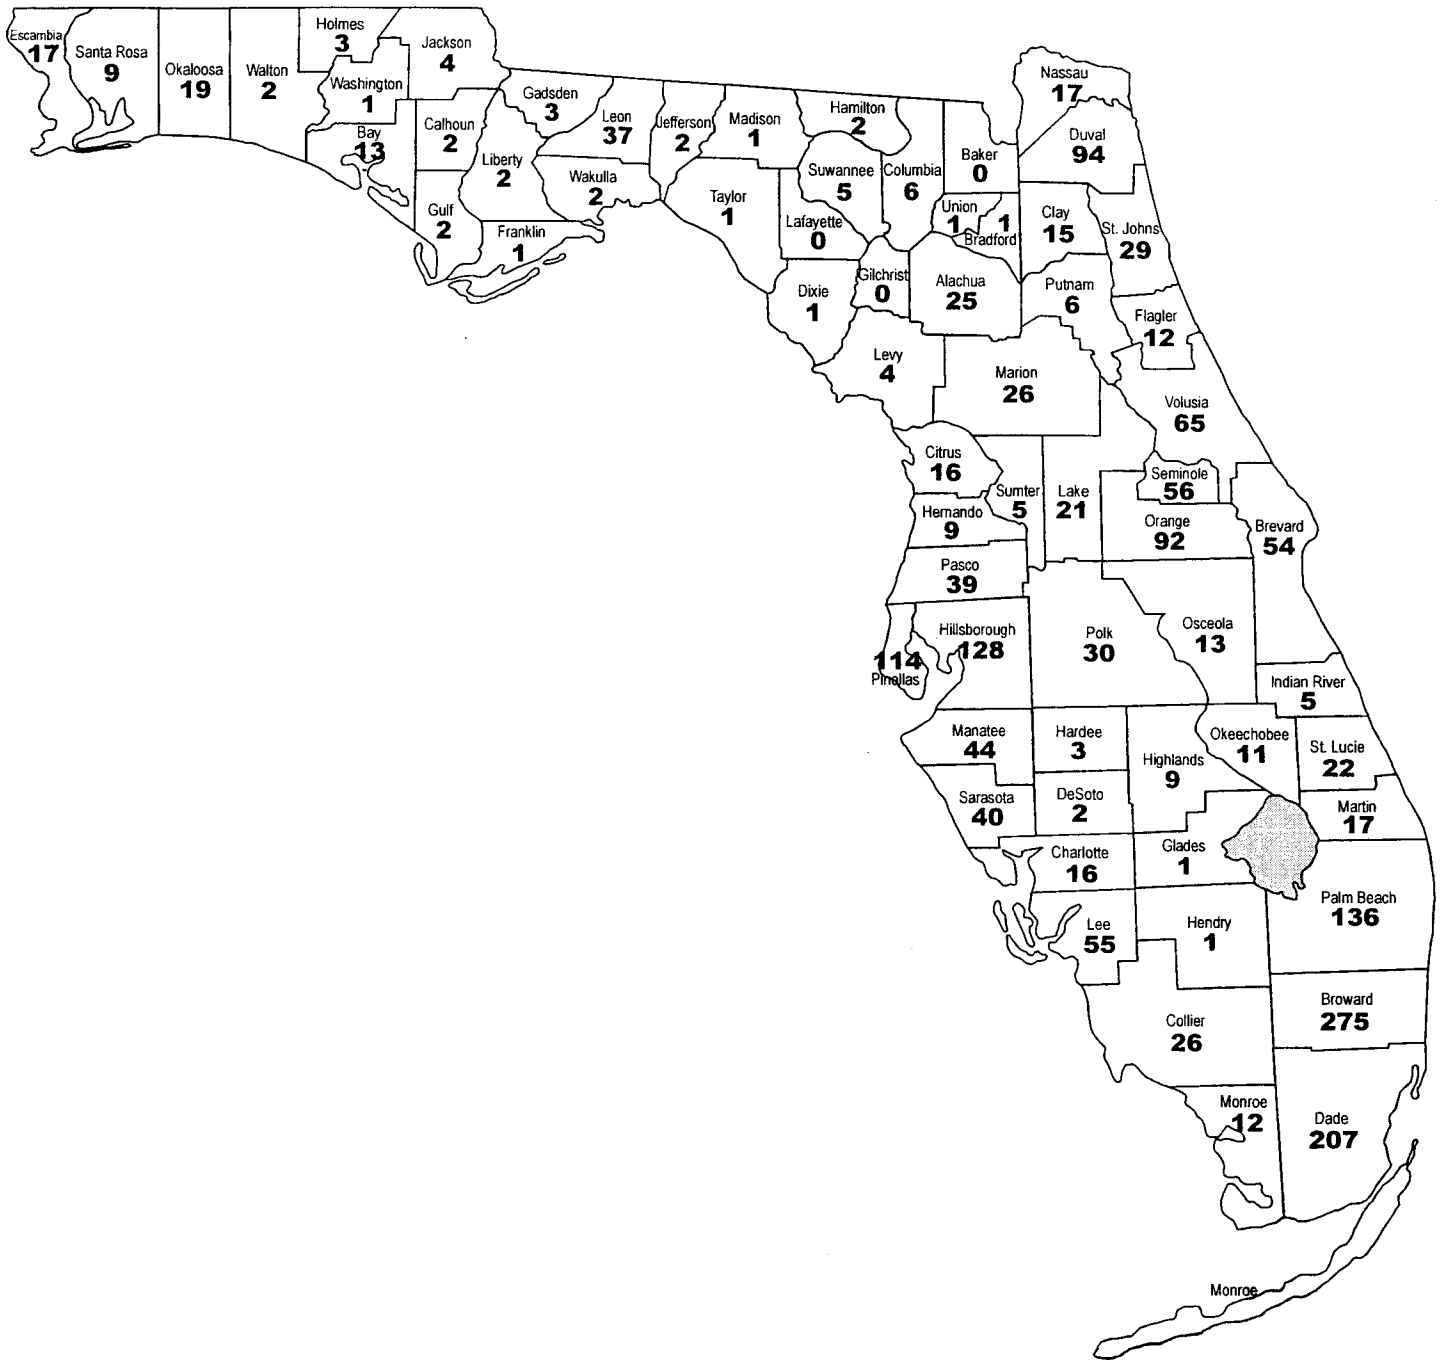 Escambia
17
Santa Rosa
9
Okaloosa
19
Walton
2
Holmes
3
Washington
1
Jackson
4
Bay
13
Calhoun
2
Gulf
2
Gadsden
3
Liberty
2
Franklin
1
Leon
37
Wakulla
2
Jefferson
2
Madison
1
Taylor
1
Hamilton
2
Suwannee
5
Lafayette
0
Columbia
6
Baker
0
Union
1
1
Bradford
Nassau
17
Duval
94
Clay
15
St. Johns
29
Dixie
1
Gilchrist
0
Alachua
25
Putnam
6
Flagler
12
Levy
4
Marion
26
Volusia
65
Citrus
16
Sumter
5
Lake
21
Seminole
56
Hernando
9
Orange
92
Brevard
54
Pasco
39
Hillsborough
128
114
Pinellas
Polk
30
Osceola
13
Indian River
5
Manatee
44
Hardee
3
Highlands
9
Okeechobee
11
St. Lucie
22
Sarasota
40
DeSoto
2
Martin
17
Charlotte
16
Glades
1
Palm Beach
136
Lee
55
Hendry
1
Broward
275
Collier
26
Monroe
12
Dade
207
Monroe